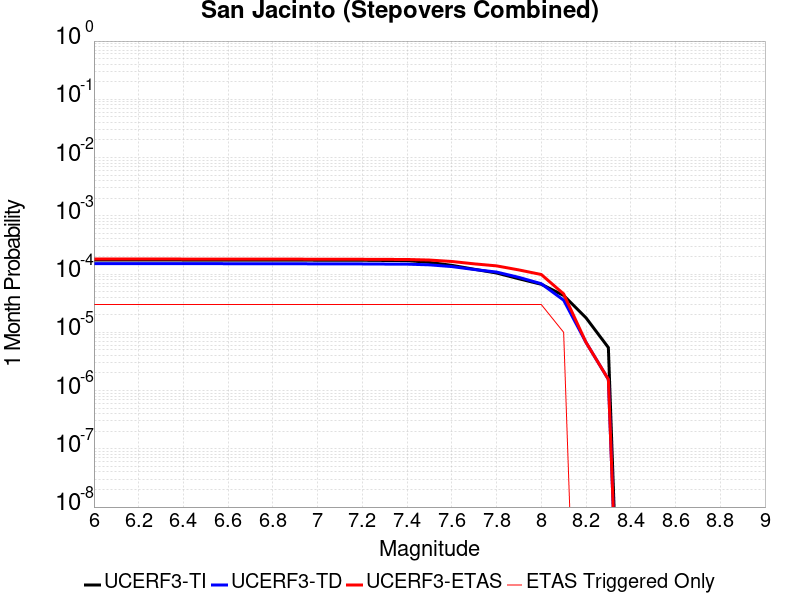 San Jacinto (Stepovers Combined)
10^0
10^-1
10^-2
10^-3
10^-4
10^-5
10^-6
10^-7
10^-8
1 Month Probability
6 6.2 6.4 6.6 6.8 7 7.2 7.4 7.6 7.8 8 8.2 8.4 8.6 8.8 9
Magnitude
UCERF3-TI UCERF3-TD UCERF3-ETAS ETAS Triggered Only